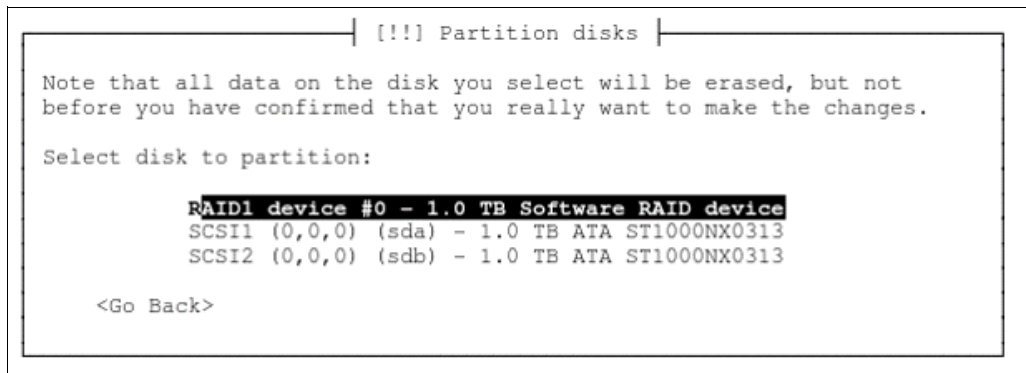 [!!] Partition disks
Note that all data on the disk you select will be erased, but not
before you have confirmed that you really want to make the changes.
Select disk to partition:
RAID1 device #0 - 1.0 TB Software RAID device
SCSI1 (0,0,0) (sda) - 1.0 TB ATA ST1000NX0313
SCSI2 (0,0,0) (sdb) - 1.0 TB ATA ST1000NX0313
<Go Back>